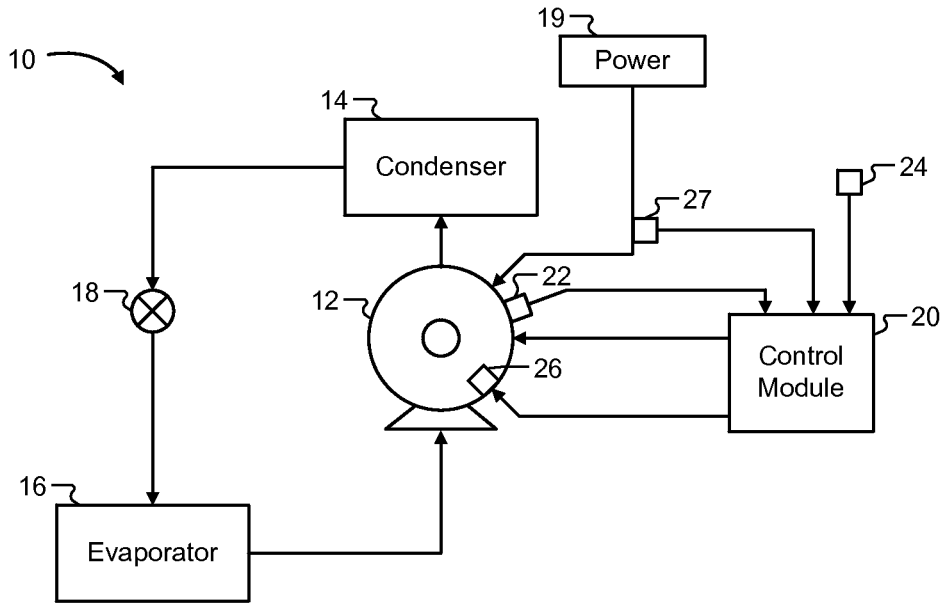 19
Power
10
14
Condenser
24
27
22
18
12
20
Control
Module
26
16
Evaporator